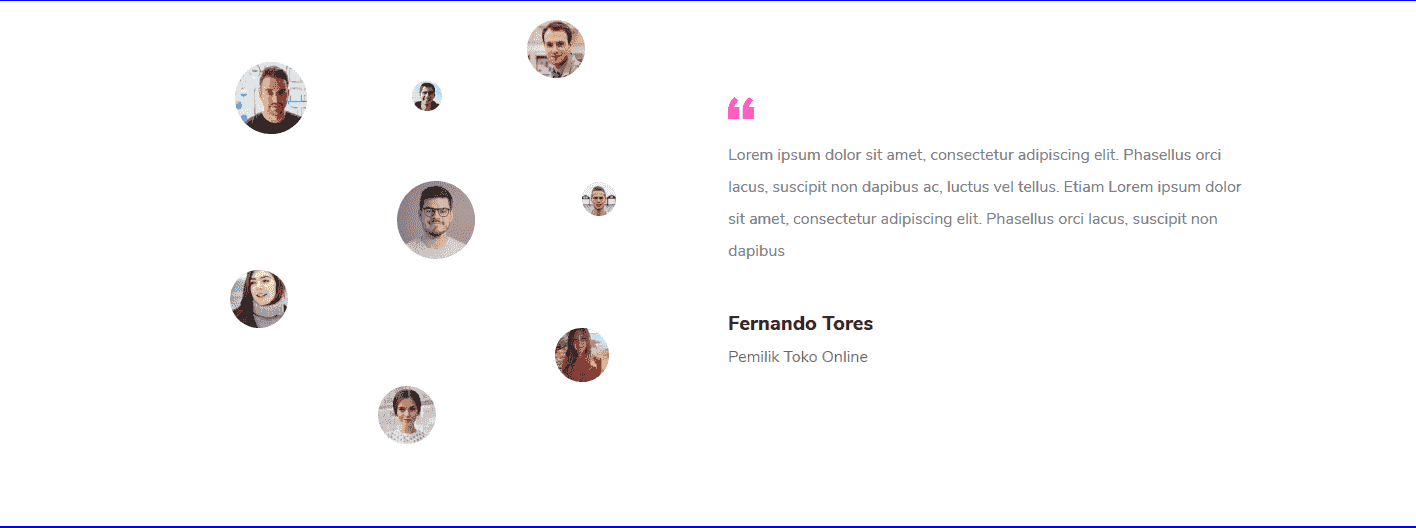 Lorem ipsum dolor sit amet, consectetur adipiscing elit. Phasellus orci
lacus, suscipit non dapibus ac, luctus vel tellus. Etiam Lorem ipsum dolor
sit amet, consectetur adipiscing elit. Phasellus orci lacus, suscipit non
dapibus
Fernando Tores
Pemilik Toko Online